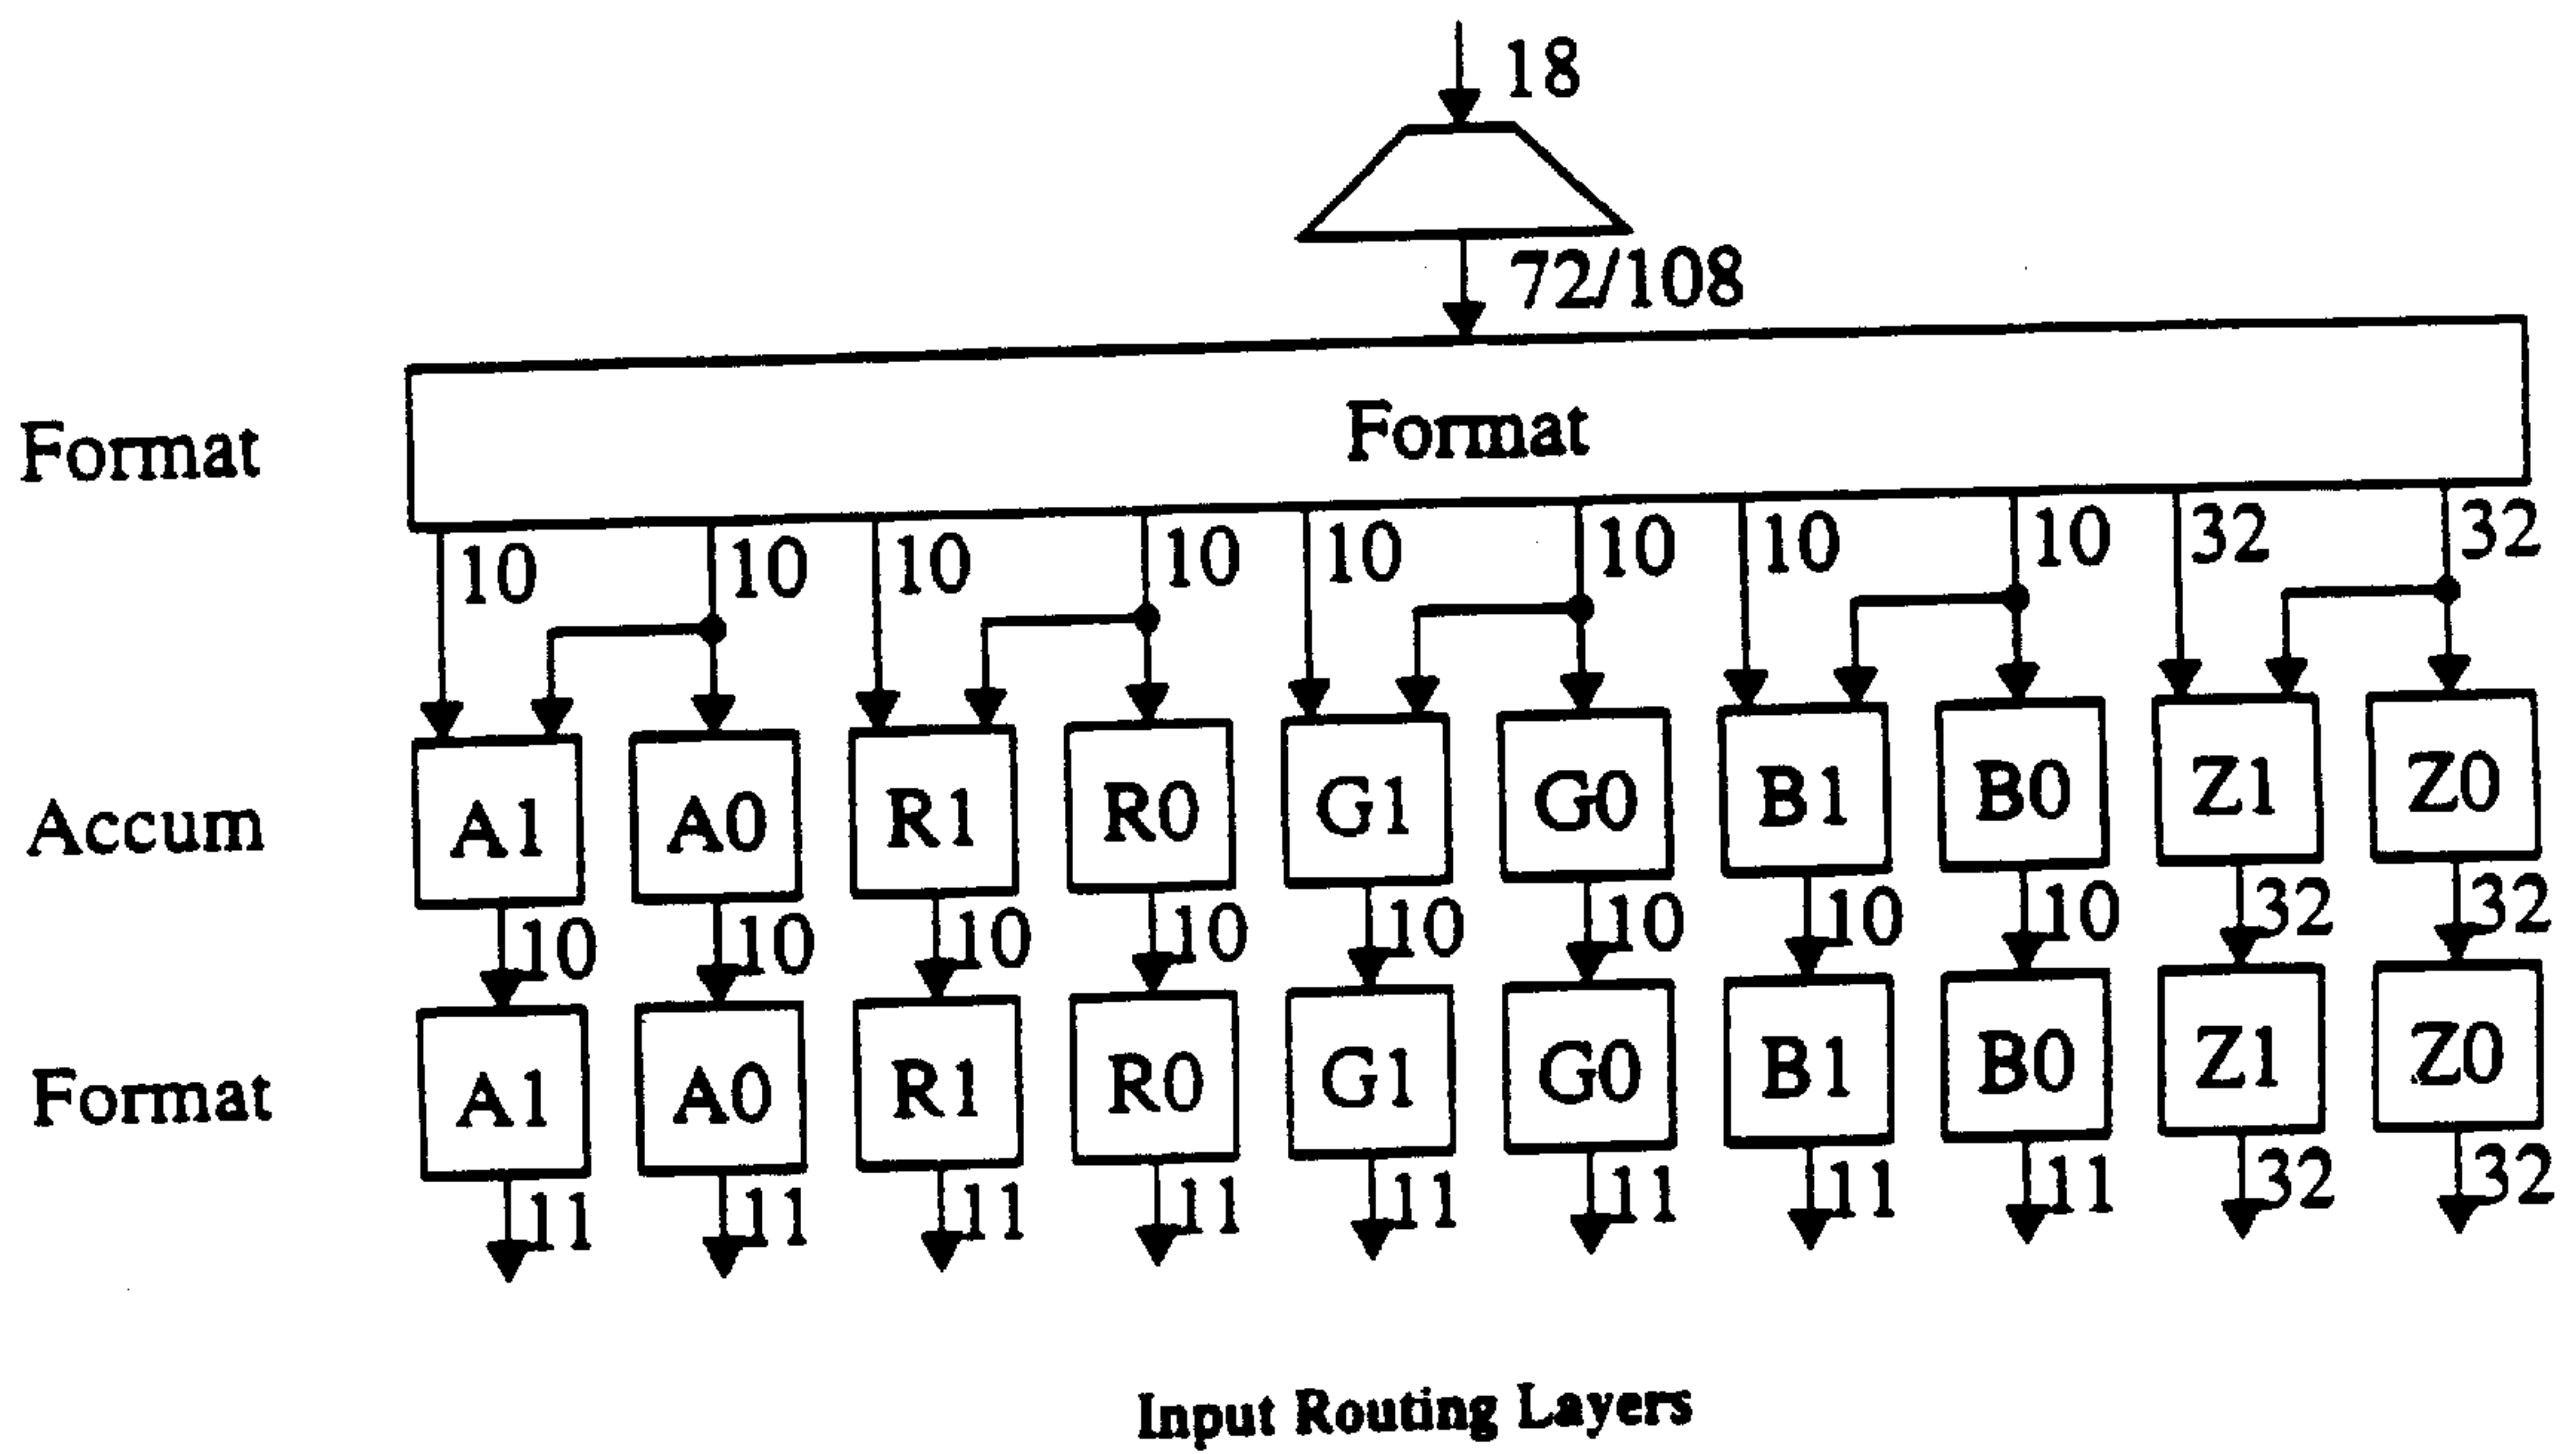 18
72/108
Format Format
10 10 10 10 10 10 10 10 32 32
Accum A1 A0 R1 R0 G1 G0 B1 B0 Z1 Z0
10 10 10 10 10 10 10 10 32 32
Format A1 A0 R1 R0 G1 G0 B1 B0 Z1 Z0
11 11 11 11 11 11 11 11 32 32
Input Routing Layers